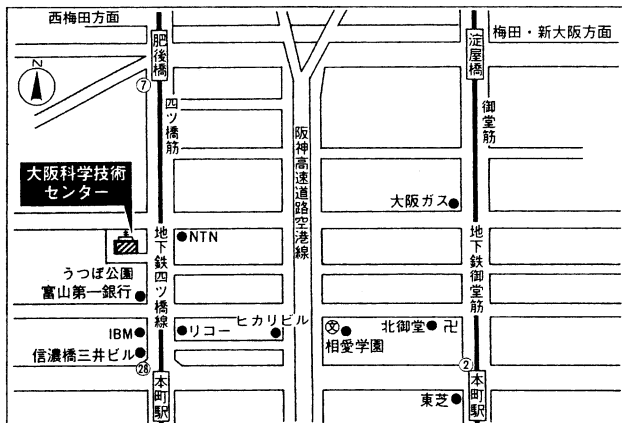 西梅田方面
梅田・新大阪方面
N
肥後橋
淀屋橋
⑦
四ツ橋筋
御堂筋
阪神高速道路空港線
大阪科学技術
センター
大阪ガス
NTN
地下鉄四ツ橋線
地下鉄御堂筋
うつぼ公園
富山第一銀行
ヒカリビル
IBM
リコー
文
相愛学園
北御堂
卍
信濃橋三井ビル
㉘
②
本町駅
本町駅
東芝